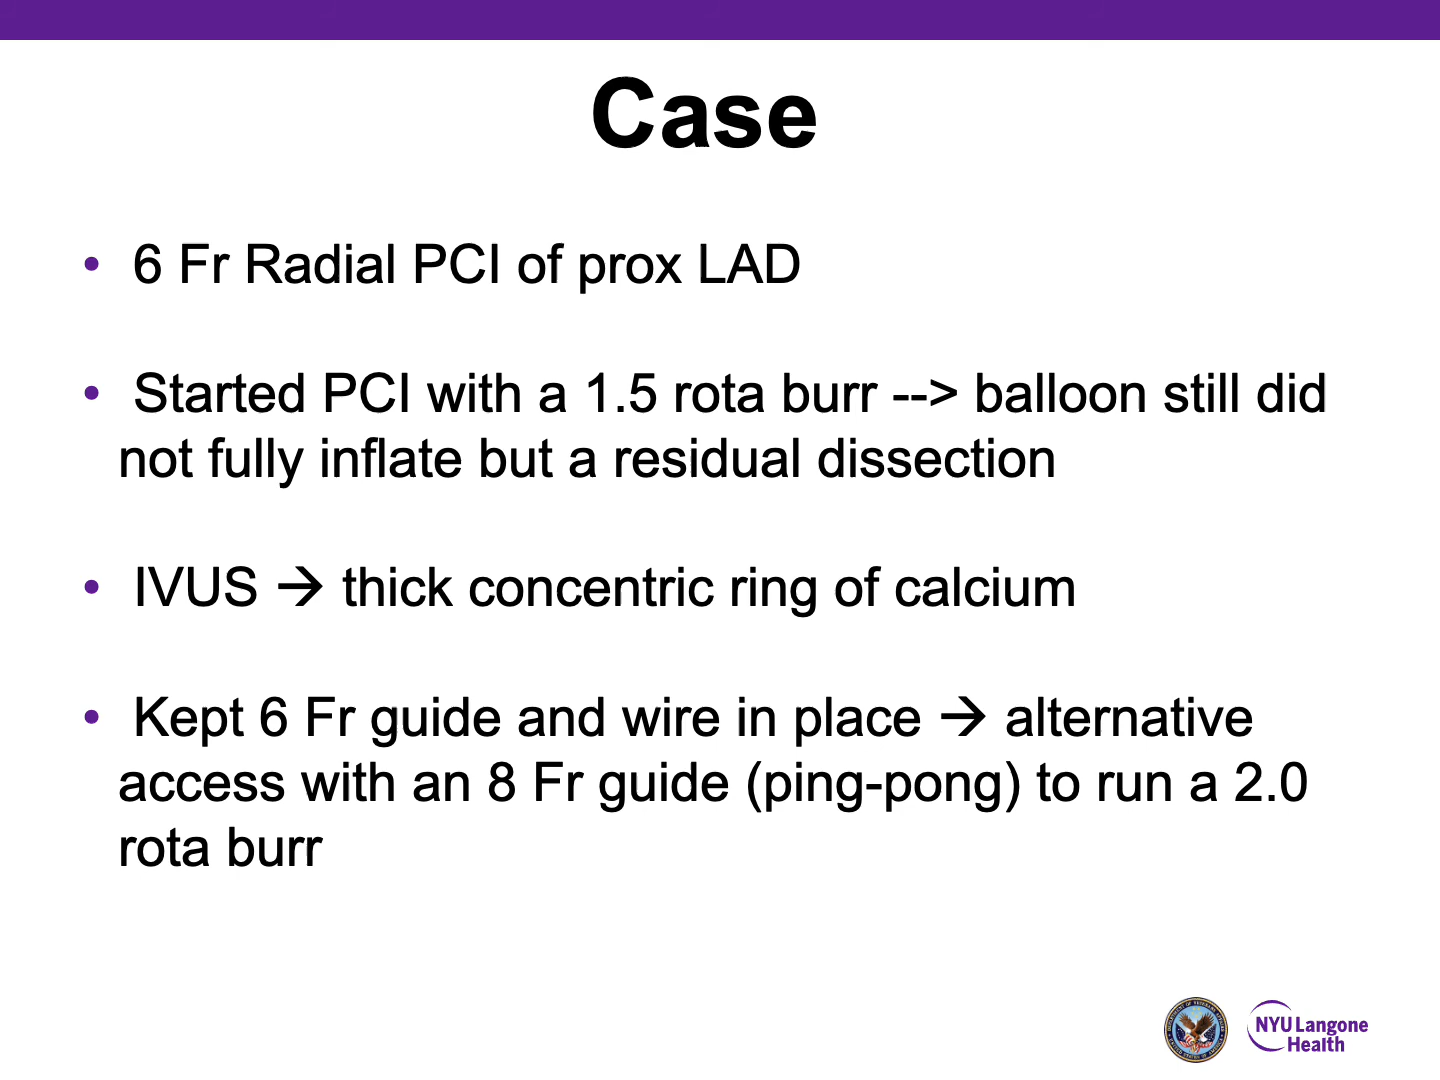 Case
• 6 Fr Radial PCI of prox LAD
• Started PCI with a 1.5 rota burr --> balloon still did
not fully inflate but a residual dissection
• IVUS → thick concentric ring of calcium
• Kept 6 Fr guide and wire in place → alternative
access with an 8 Fr guide (ping-pong) to run a 2.0
rota burr
NYU Langone
Health